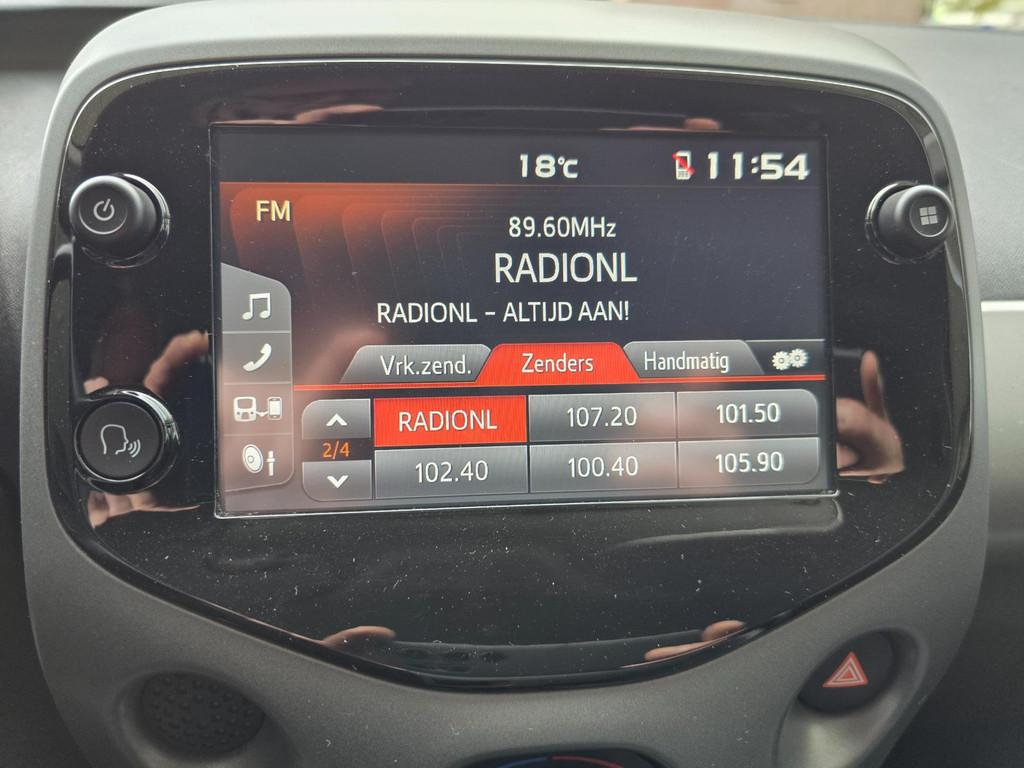 18°C 11:54
FM
89.60MHz
RADIONL
RADIONL - ALTIJD AAN!
Vrk.zend. Zenders Handmatig
RADIONL 107.20 101.50
2/4
102.40 100.40 105.90